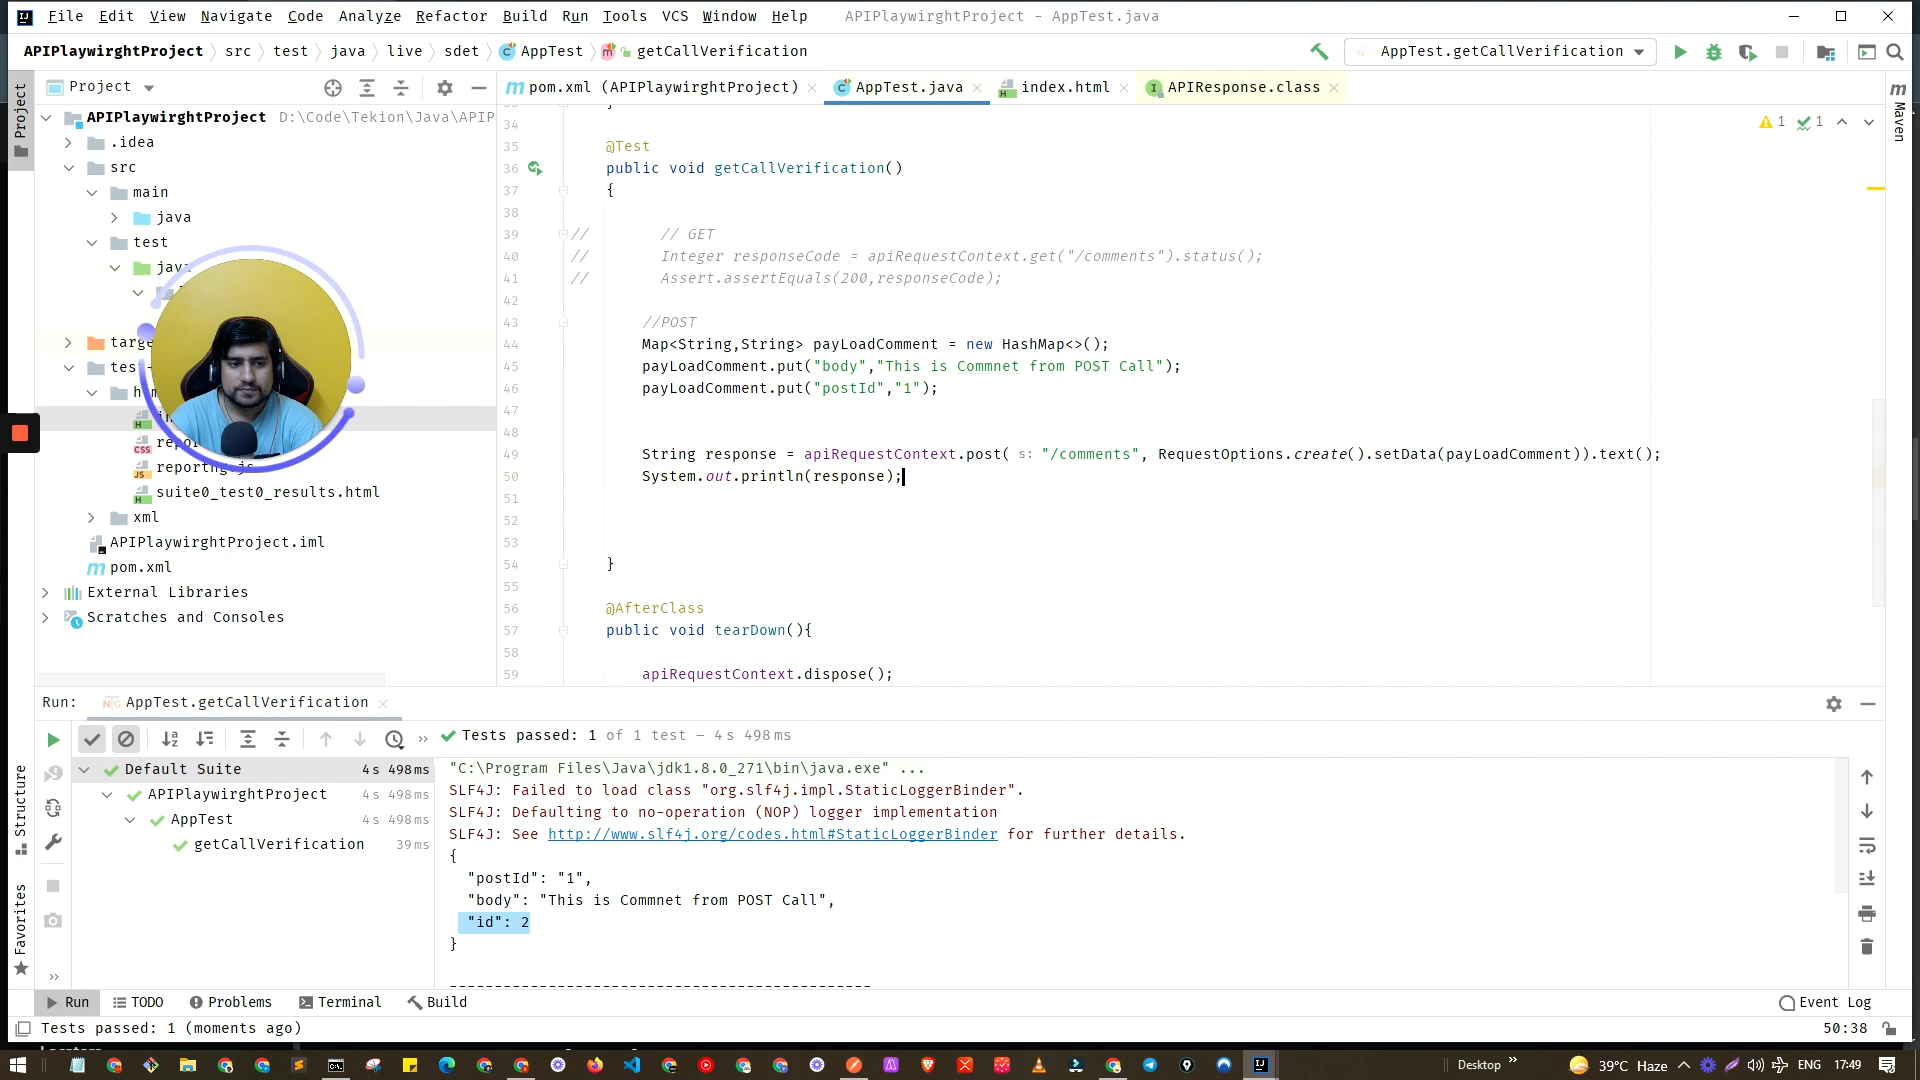 File Edit View Navigate Code Analyze Refactor Build Run Tools VCS Window Help APIPlaywirghtProject - AppTest.java
APIPlaywirghtProject src test java live sdet AppTest getCallVerification AppTest.getCallVerification
Project pom.xml (APIPlaywirghtProject) AppTest.java index.html APIResponse.class
Project
Maven
APIPlaywirghtProject D:\Code\Tekion\Java\APIP
.idea
src
main
java
test
java
targe
test-
repor
reportng.js
suite0_test0_results.html
xml
APIPlaywirghtProject.iml
pom.xml
External Libraries
Scratches and Consoles
1 1
34
35 @Test
36 public void getCallVerification()
37 {
38
39 // // GET
40 // Integer responseCode = apiRequestContext.get("/comments").status();
41 // Assert.assertEquals(200,responseCode);
42
43 //POST
44 Map<String,String> payLoadComment = new HashMap<>();
45 payLoadComment.put("body","This is Commnet from POST Call");
46 payLoadComment.put("postId","1");
47
48
49 String response = apiRequestContext.post( s: "/comments", RequestOptions.create().setData(payLoadComment)).text();
50 System.out.println(response);
51
52
53
54 }
55
56 @AfterClass
57 public void tearDown(){
58
59 apiRequestContext.dispose();
Run: AppTest.getCallVerification
Tests passed: 1 of 1 test – 4 s 498 ms
Default Suite 4 s 498 ms
APIPlaywirghtProject 4 s 498 ms
AppTest 4 s 498 ms
getCallVerification 39 ms
"C:\Program Files\Java\jdk1.8.0_271\bin\java.exe" ...
SLF4J: Failed to load class "org.slf4j.impl.StaticLoggerBinder".
SLF4J: Defaulting to no-operation (NOP) logger implementation
SLF4J: See http://www.slf4j.org/codes.html#StaticLoggerBinder for further details.
{
"postId": "1",
"body": "This is Commnet from POST Call",
"id": 2
}
-----------------------------------------------
Structure
Favorites
Run TODO Problems Terminal Build Event Log
Tests passed: 1 (moments ago) 50:38
Desktop 39°C Haze ENG 17:49